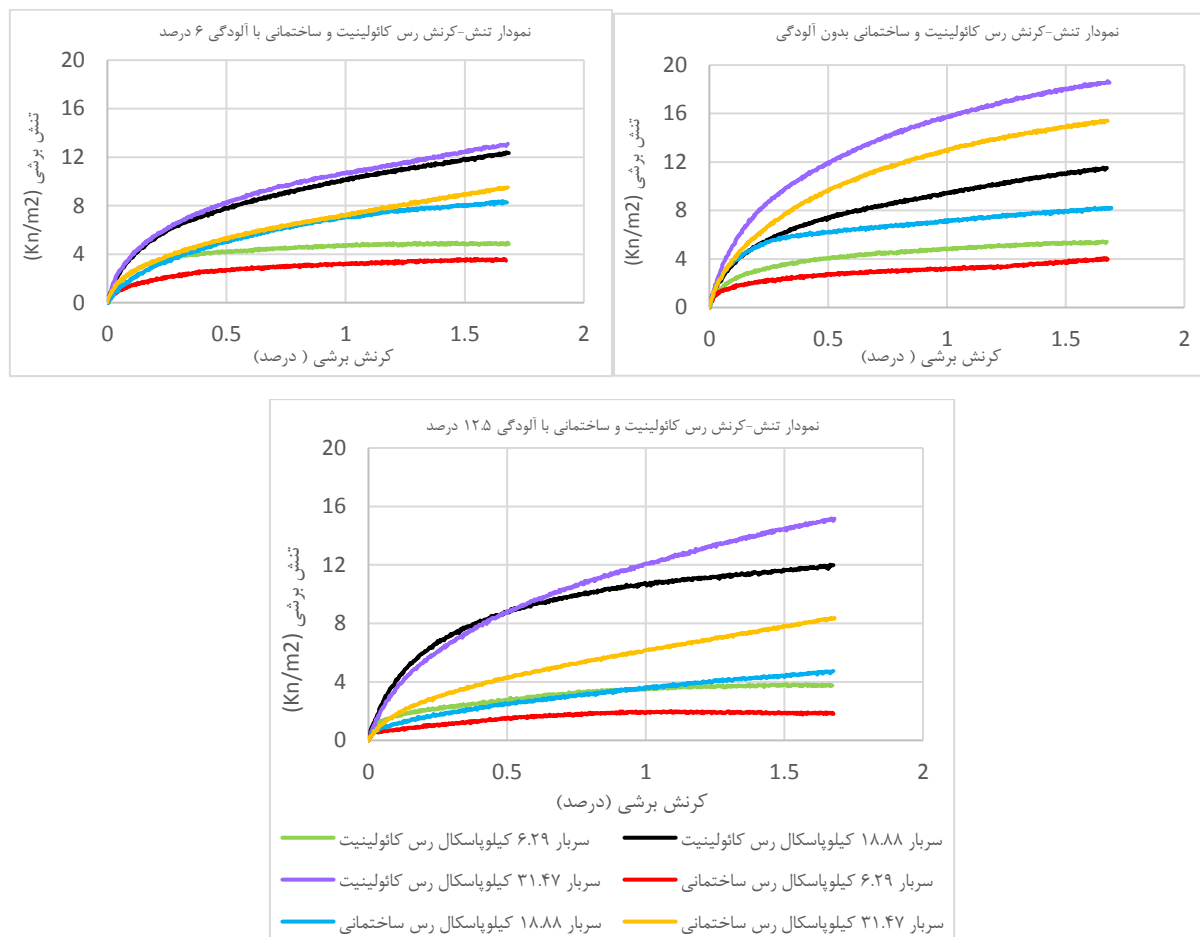 نمودار تنش-کرنش رس کائولینیت و ساختمانی با آلودگی ۶ درصد
20
16
12
8
4
0
تنش برشی (Kn/m2)
0 0.5 1 1.5 2
کرنش برشی ( درصد)
نمودار تنش-کرنش رس کائولینیت و ساختمانی بدون آلودگی
20
16
12
8
4
0
تنش برشی (Kn/m2)
0 0.5 1 1.5 2
کرنش برشی ( درصد)
نمودار تنش-کرنش رس کائولینیت و ساختمانی با آلودگی ۱۲.۵ درصد
20
16
12
8
4
0
تنش برشی (Kn/m2)
0 0.5 1 1.5 2
کرنش برشی (درصد)
سربار ۶.۲۹ کیلوپاسکال رس کائولینیت
سربار ۱۸.۸۸ کیلوپاسکال رس کائولینیت
سربار ۳۱.۴۷ کیلوپاسکال رس کائولینیت
سربار ۶.۲۹ کیلوپاسکال رس ساختمانی
سربار ۱۸.۸۸ کیلوپاسکال رس ساختمانی
سربار ۳۱.۴۷ کیلوپاسکال رس ساختمانی